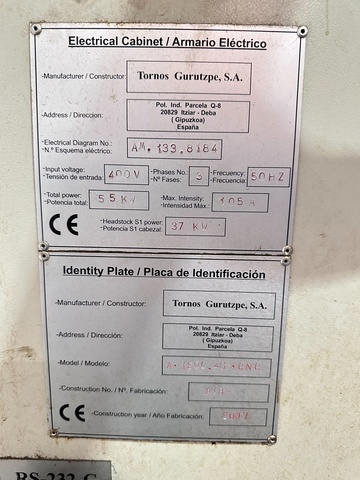 Electrical Cabinet / Armario Eléctrico
-Manufacturer / Constructor: Tornos Gurutzpe, S.A.
-Address / Direccion: Pol. Ind. Parcela Q-8
20829 Itziar - Deba
( Gipuzkoa)
España
-Electrical Diagram No.:
-N.º Esquema eléctrico: AM. 133.8184
-Input voltage:
-Tensión de entrada: 400V
-Phases No.:
-Nº Fases: 3
-Frecuency:
-Frecuencia: 50HZ
-Total power:
-Potencia total: 55KW
-Max. Intensity:
-Intensidad Máx.: 105A
CE
-Headstock S1 power:
-Potencia S1 cabezal: 37 KW
Identity Plate / Placa de Identificación
-Manufacturer / Constructor: Tornos Gurutzpe, S.A.
-Address / Dirección: Pol. Ind. Parcela Q-8
20829 Itziar - Deba
( Gipuzkoa)
España
-Model / Modelo:
-Construction No. / Nº. Fabricación:
CE
-Construction year / Año Fabricación:
RS-232-C